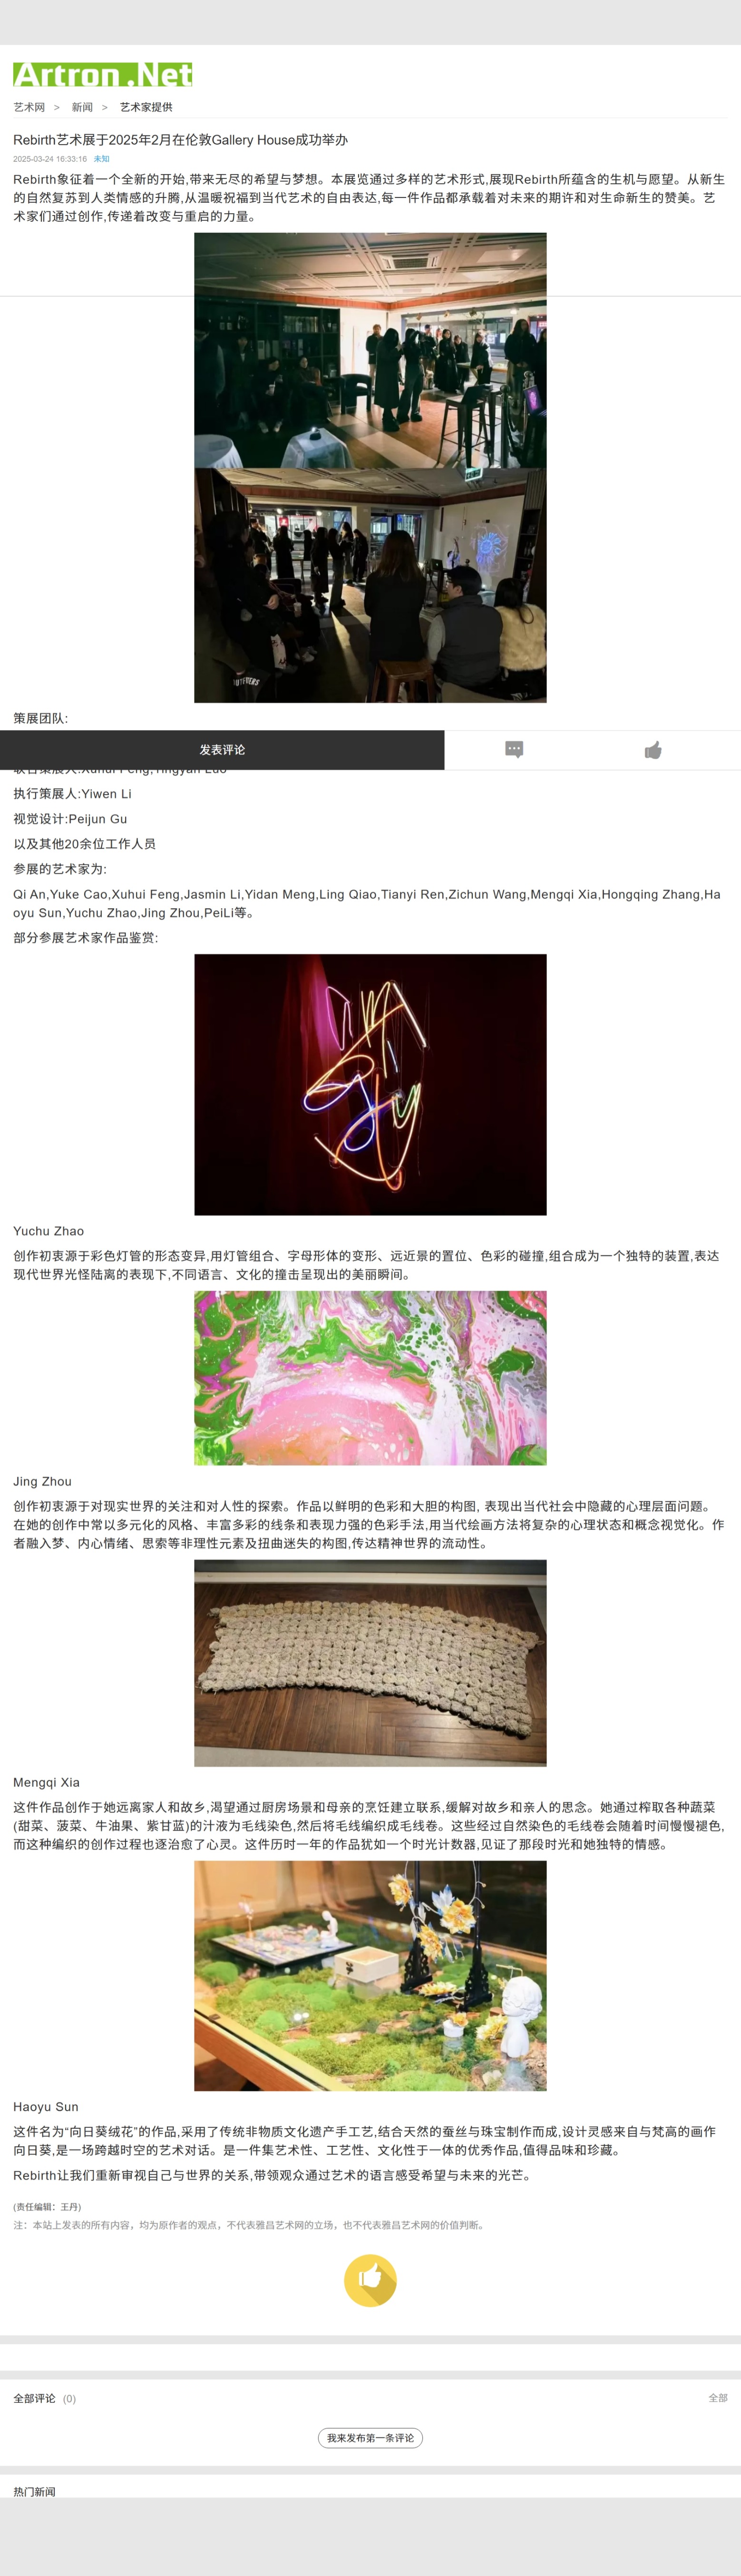 Artron.Net
艺术网 > 新闻 > 艺术家提供
Rebirth艺术展于2025年2月在伦敦Gallery House成功举办
2025-03-24 16:33:16 未知
Rebirth象征着一个全新的开始,带来无尽的希望与梦想。本展览通过多样的艺术形式,展现Rebirth所蕴含的生机与愿望。从新生
的自然复苏到人类情感的升腾,从温暖祝福到当代艺术的自由表达,每一件作品都承载着对未来的期许和对生命新生的赞美。艺
术家们通过创作,传递着改变与重启的力量。
策展团队:
发表评论
执行策展人:Yiwen Li
视觉设计:Peijun Gu
以及其他20余位工作人员
参展的艺术家为:
Qi An,Yuke Cao,Xuhui Feng,Jasmin Li,Yidan Meng,Ling Qiao,Tianyi Ren,Zichun Wang,Mengqi Xia,Hongqing Zhang,Ha
oyu Sun,Yuchu Zhao,Jing Zhou,PeiLi等。
部分参展艺术家作品鉴赏:
Yuchu Zhao
创作初衷源于彩色灯管的形态变异,用灯管组合、字母形体的变形、远近景的置位、色彩的碰撞,组合成为一个独特的装置,表达
现代世界光怪陆离的表现下,不同语言、文化的撞击呈现出的美丽瞬间。
Jing Zhou
创作初衷源于对现实世界的关注和对人性的探索。作品以鲜明的色彩和大胆的构图, 表现出当代社会中隐藏的心理层面问题。
在她的创作中常以多元化的风格、丰富多彩的线条和表现力强的色彩手法,用当代绘画方法将复杂的心理状态和概念视觉化。作
者融入梦、内心情绪、思索等非理性元素及扭曲迷失的构图,传达精神世界的流动性。
Mengqi Xia
这件作品创作于她远离家人和故乡,渴望通过厨房场景和母亲的烹饪建立联系,缓解对故乡和亲人的思念。她通过榨取各种蔬菜
(甜菜、菠菜、牛油果、紫甘蓝)的汁液为毛线染色,然后将毛线编织成毛线卷。这些经过自然染色的毛线卷会随着时间慢慢褪色,
而这种编织的创作过程也逐治愈了心灵。这件历时一年的作品犹如一个时光计数器,见证了那段时光和她独特的情感。
Haoyu Sun
这件名为“向日葵绒花”的作品,采用了传统非物质文化遗产手工艺,结合天然的蚕丝与珠宝制作而成,设计灵感来自与梵高的画作
向日葵,是一场跨越时空的艺术对话。是一件集艺术性、工艺性、文化性于一体的优秀作品,值得品味和珍藏。
Rebirth让我们重新审视自己与世界的关系,带领观众通过艺术的语言感受希望与未来的光芒。
(责任编辑：王丹)
注：本站上发表的所有内容，均为原作者的观点，不代表雅昌艺术网的立场，也不代表雅昌艺术网的价值判断。
全部评论 (0) 全部
我来发布第一条评论
热门新闻